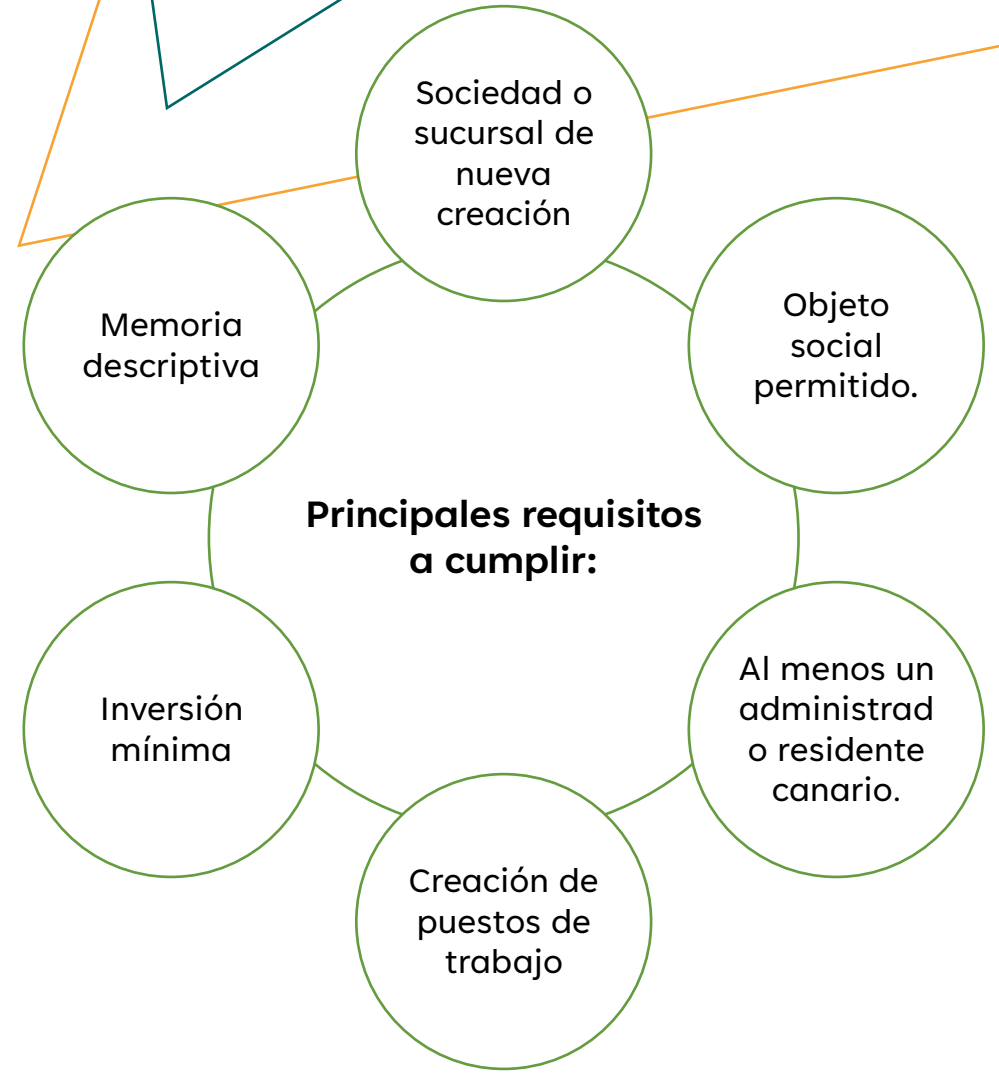 Sociedad o
sucursal de
nueva
creación
Objeto
social
permitido.
Al menos un
administrad
o residente
canario.
Creación de
puestos de
trabajo
Inversión
mínima
Memoria
descriptiva
Principales requisitos
a cumplir: